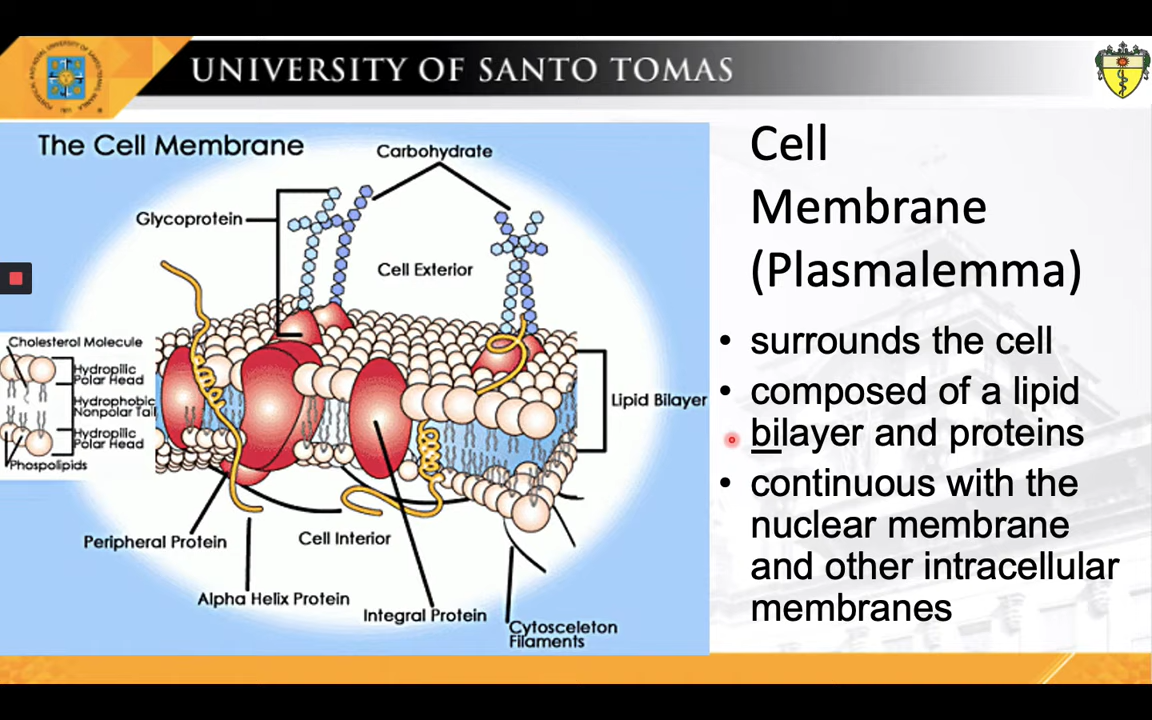 UNIVERSITY OF SANTO TOMAS
The Cell Membrane
Carbohydrate
Glycoprotein
Cell Exterior
Cholesterol Molecule
Hydropilic
Polar Head
Hydrophobic
Nonpolar Tail
Hydropilic
Polar Head
Phospolipids
Lipid Bilayer
Peripheral Protein
Cell Interior
Alpha Helix Protein
Integral Protein
Cytosceleton
Filaments
Cell
Membrane
(Plasmalemma)
• surrounds the cell
• composed of a lipid
bilayer and proteins
• continuous with the
nuclear membrane
and other intracellular
membranes